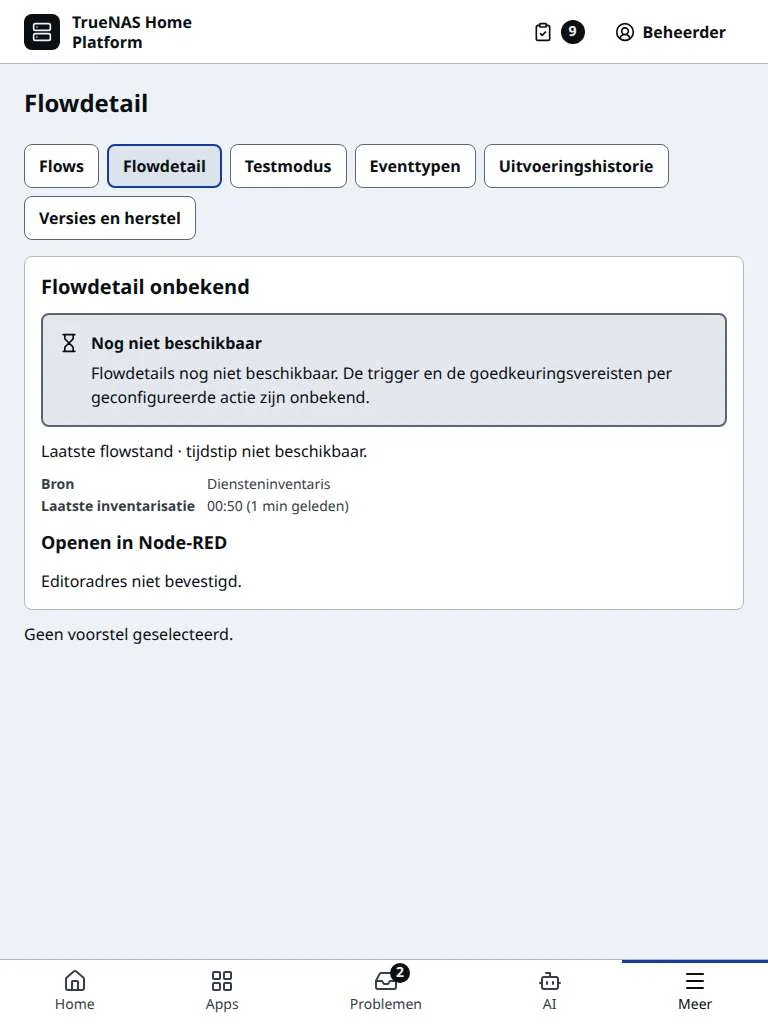 TrueNAS Home
Platform
9
Beheerder
Flowdetail
Flows
Flowdetail
Testmodus
Eventtypen
Uitvoeringshistorie
Versies en herstel
Flowdetail onbekend
Nog niet beschikbaar
Flowdetails nog niet beschikbaar. De trigger en de goedkeuringsvereisten per
geconfigureerde actie zijn onbekend.
Laatste flowstand · tijdstip niet beschikbaar.
Bron Diensteninventaris
Laatste inventarisatie 00:50 (1 min geleden)
Openen in Node-RED
Editoradres niet bevestigd.
Geen voorstel geselecteerd.
Home
Apps
2
Problemen
AI
Meer